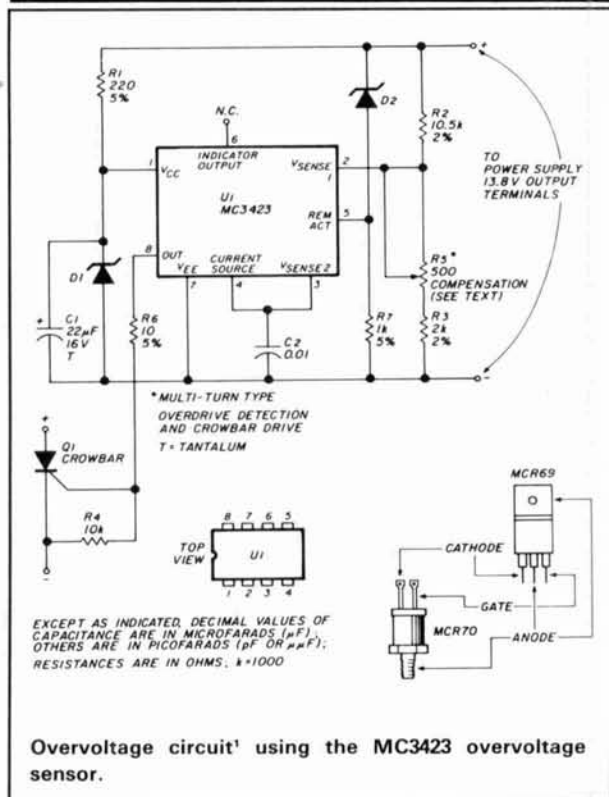 R1
220
5%
N.C.
6
INDICATOR
OUTPUT
1
VCC
VSENSE
1
2
U1
MC3423
REM
ACT
5
8
OUT.
VEE
7
CURRENT
SOURCE
4
VSENSE2
3
D1
D2
R2
10.5k
2%
+
TO
POWER SUPPLY
13.8V OUTPUT
TERMINALS
R5*
500
COMPENSATION
(SEE TEXT)
R3
2k
2%
-
+
C1
22µF
16V
T
R6
10
5%
C2
0.01
R7
1k
5%
*MULTI-TURN TYPE
OVERDRIVE DETECTION
AND CROWBAR DRIVE
T = TANTALUM
+
Q1
CROWBAR
R4
10k
-
8 7 6 5
TOP
VIEW
U1
1 2 3 4
MCR69
CATHODE
GATE
ANODE
MCR70
EXCEPT AS INDICATED, DECIMAL VALUES OF
CAPACITANCE ARE IN MICROFARADS (µF);
OTHERS ARE IN PICOFARADS (pF OR µµF);
RESISTANCES ARE IN OHMS; k=1000
Overvoltage circuit¹ using the MC3423 overvoltage
sensor.